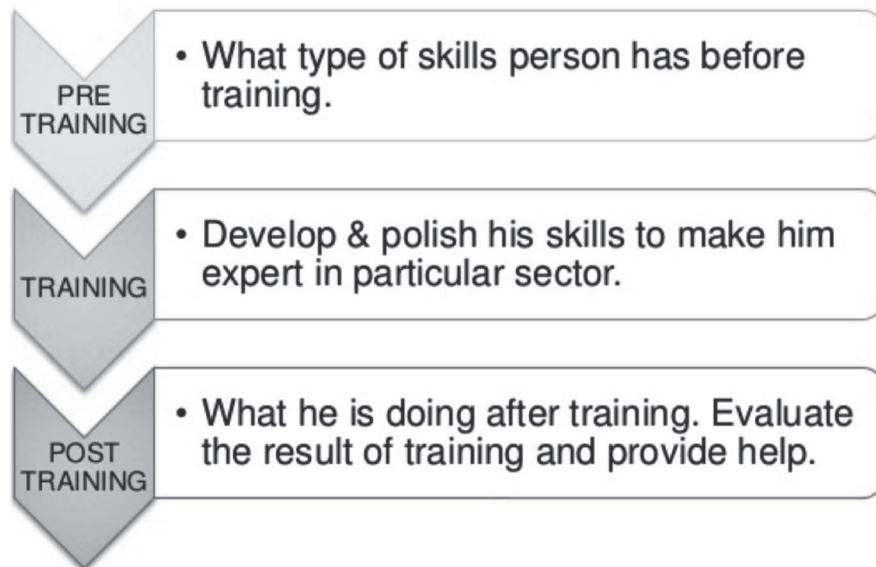 PRE
TRAINING
• What type of skills person has before
training.
TRAINING
• Develop & polish his skills to make him
expert in particular sector.
POST
TRAINING
• What he is doing after training. Evaluate
the result of training and provide help.